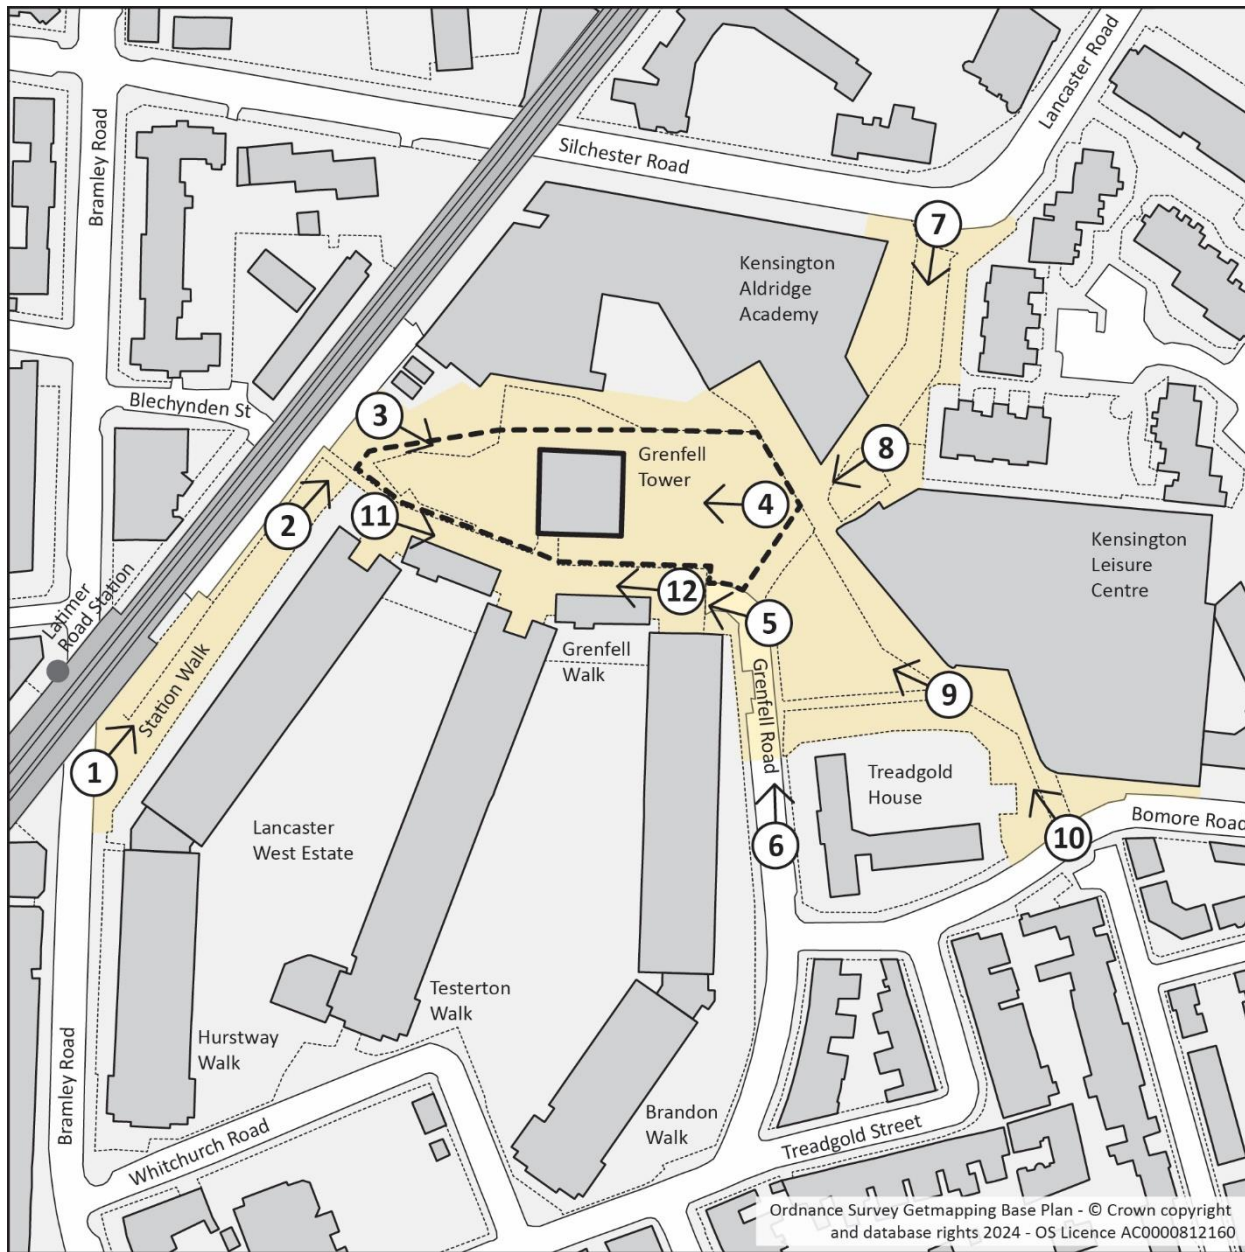 Lancaster Road
Bramley Road
Silchester Road
7
Kensington
Aldridge
Academy
Blechynden St
3
8
Grenfell
Tower
4
2
11
Kensington
Leisure
Centre
12
5
Latimer
Road Station
Station Walk
Grenfell
Walk
Grenfell Road
9
1
Treadgold
House
Lancaster
West Estate
6
10
Bomore Road
Testerton
Walk
Hurstway
Walk
Bramley Road
Brandon
Walk
Whitchurch Road
Treadgold Street
Ordnance Survey Getmapping Base Plan - © Crown copyright
and database rights 2024 - OS Licence AC0000812160